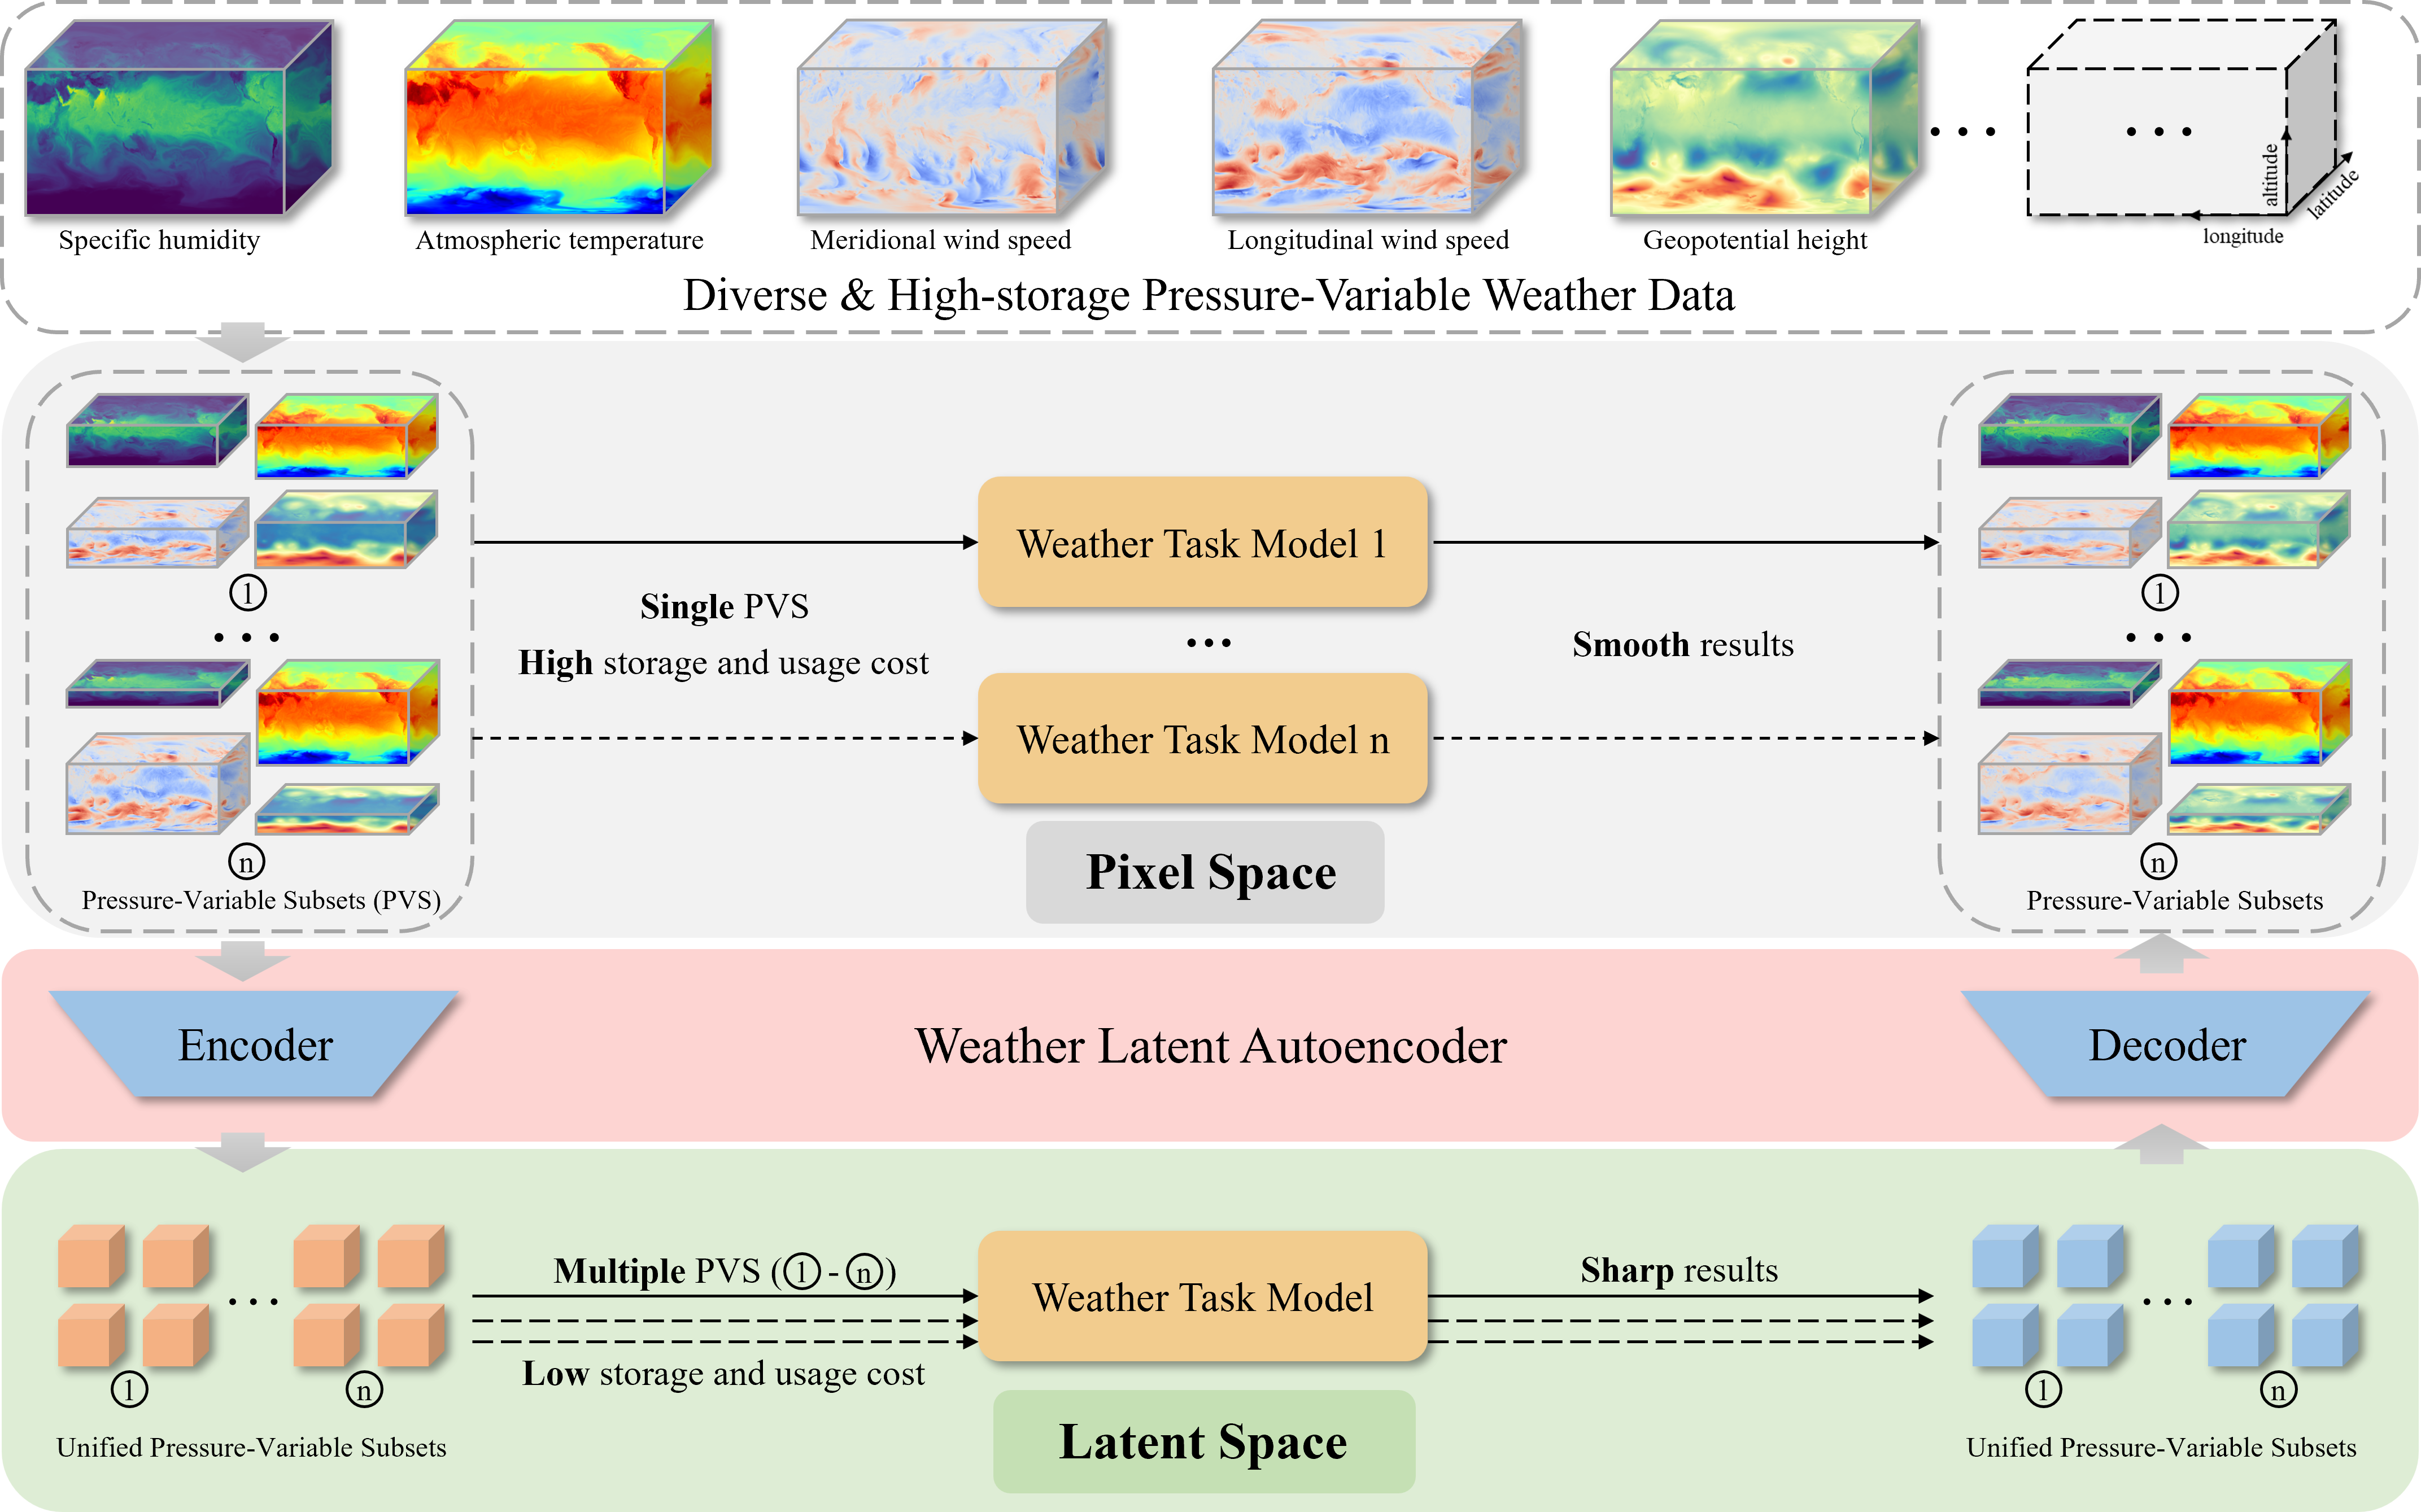 Specific humidity
Atmospheric temperature
Meridional wind speed
Longitudinal wind speed
Geopotential height
altitude
latitude
longitude
Diverse & High-storage Pressure-Variable Weather Data
1
n
Pressure-Variable Subsets (PVS)
Single PVS
High storage and usage cost
Weather Task Model 1
...
Weather Task Model n
Smooth results
1
n
Pressure-Variable Subsets
Pixel Space
Encoder
Weather Latent Autoencoder
Decoder
1
n
Unified Pressure-Variable Subsets
Multiple PVS (1 - n)
Low storage and usage cost
Weather Task Model
Sharp results
1
n
Unified Pressure-Variable Subsets
Latent Space